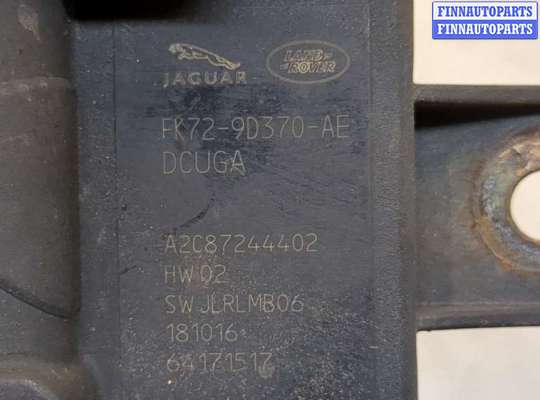 FINNAUTOPARTS
FINNAUTOPARTS
JAGUAR
LAND
ROVER
FK72-9D370-AE
DCUGA
A2C87244402
HW 02
SW JLRLMB06
181016
64171517